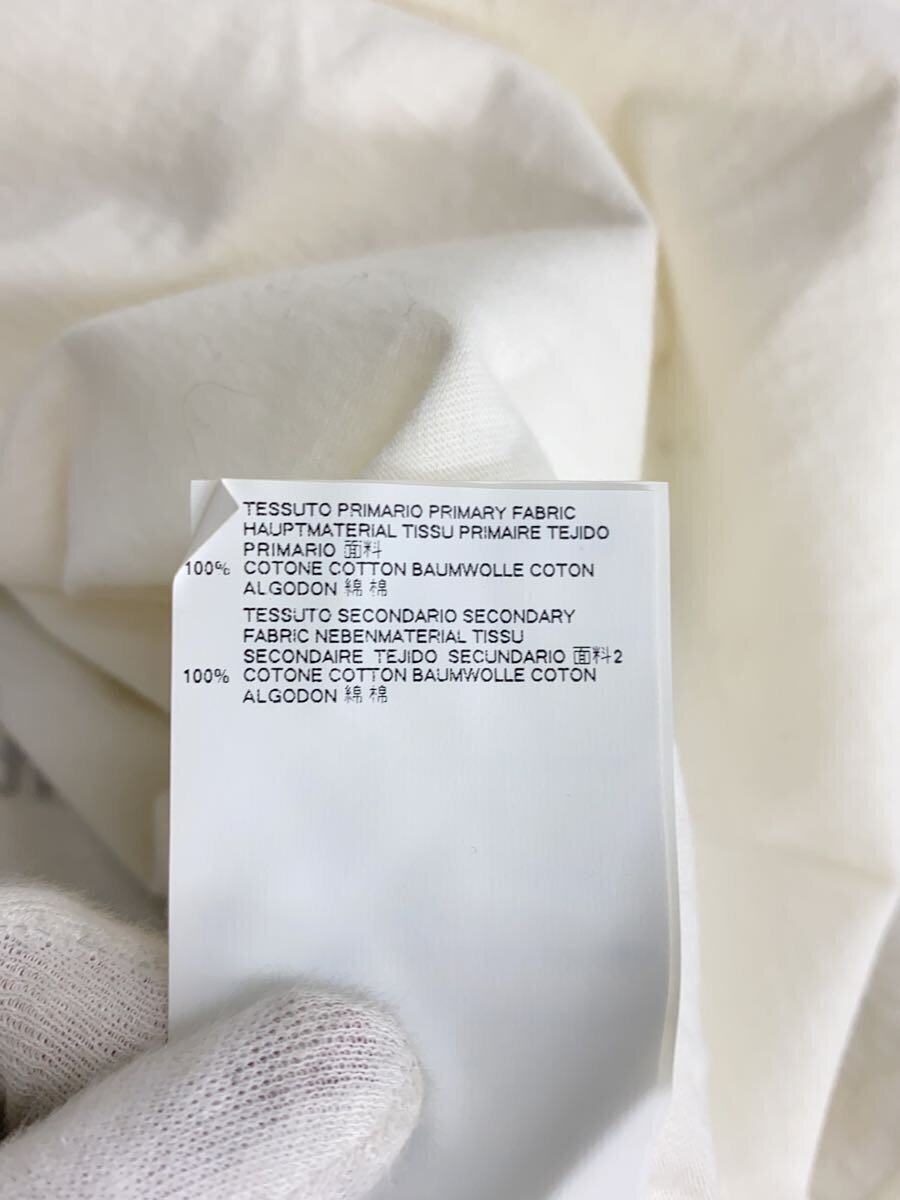 TESSUTO PRIMARIO PRIMARY FABRIC
HAUPTMATERIAL TISSU PRIMAIRE TEJIDO
PRIMARIO 面料
100% COTONE COTTON BAUMWOLLE COTON
ALGODON 綿 棉
TESSUTO SECONDARIO SECONDARY
FABRIC NEBENMATERIAL TISSU
SECONDAIRE TEJIDO SECUNDARIO 面料2
100% COTONE COTTON BAUMWOLLE COTON
ALGODON 綿 棉